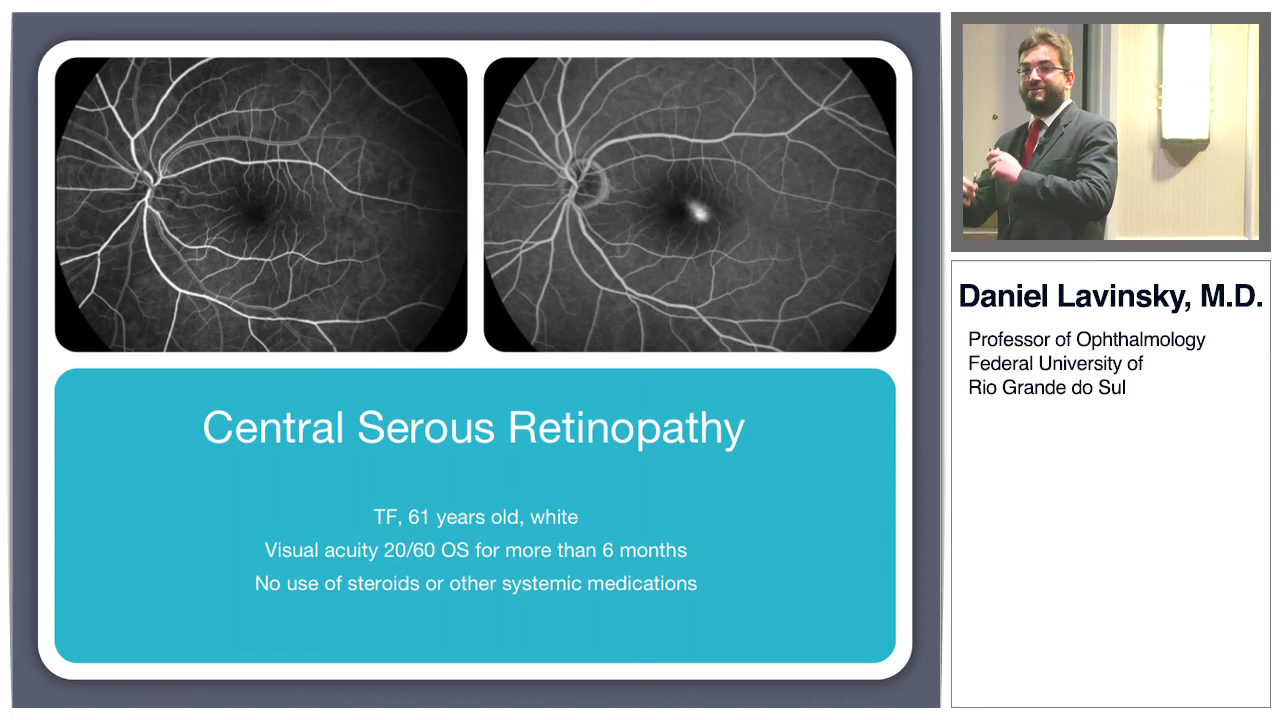 Central Serous Retinopathy
TF, 61 years old, white
Visual acuity 20/60 OS for more than 6 months
No use of steroids or other systemic medications
Daniel Lavinsky, M.D.
Professor of Ophthalmology
Federal University of
Rio Grande do Sul